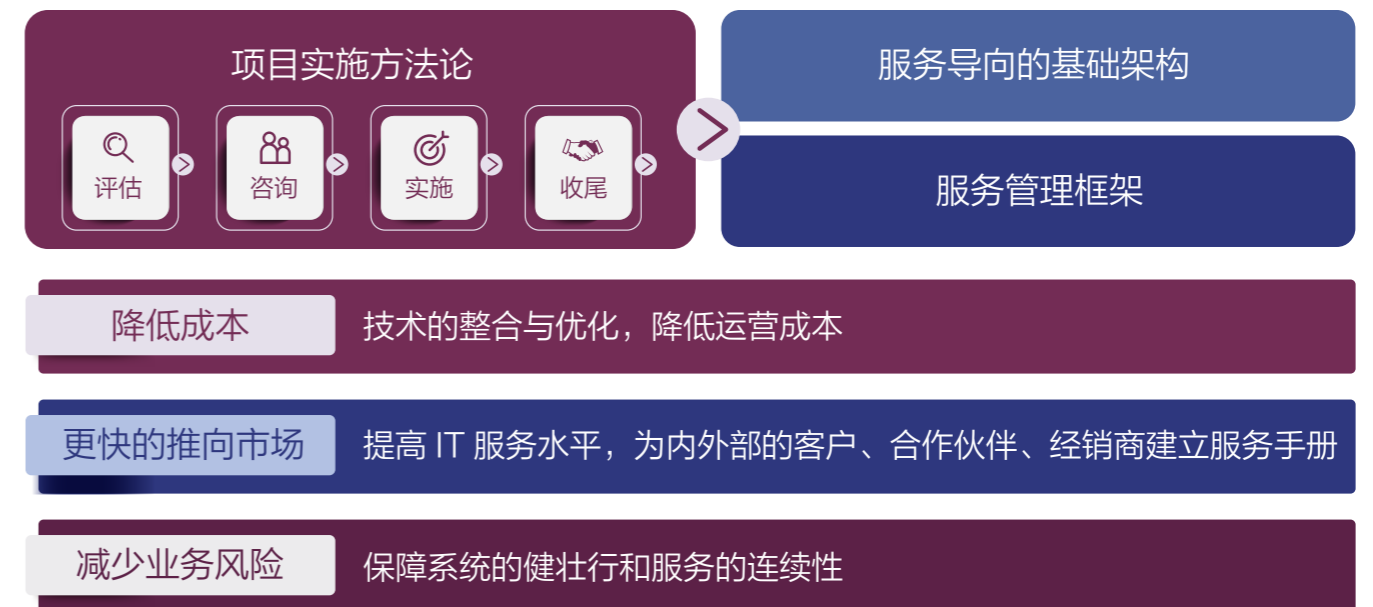 项目实施方法论
评估
咨询
实施
收尾
服务导向的基础架构
服务管理框架
降低成本
技术的整合与优化，降低运营成本
更快的推向市场
提高 IT 服务水平，为内外部的客户、合作伙伴、经销商建立服务手册
减少业务风险
保障系统的健壮行和服务的连续性